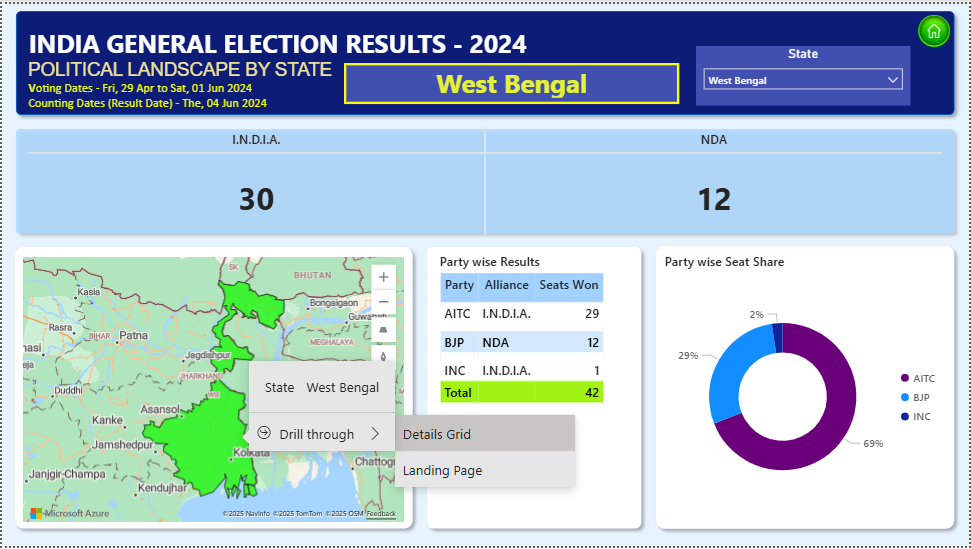 INDIA GENERAL ELECTION RESULTS - 2024
POLITICAL LANDSCAPE BY STATE
Voting Dates - Fri, 29 Apr to Sat, 01 Jun 2024
Counting Dates (Result Date) - The, 04 Jun 2024
West Bengal
State
West Bengal
I.N.D.I.A.
NDA
30
12
SK
BHUTAN
Kasia
Bongaigaon
Rasra
BIHAR
Patna
MEGHALAYA
Jagdishpur
JHARKHAND
WB
Duddhi
Asansol
Kanke
Jamshedpur
Kolkata
Janjgir-Champa
Kendujhar
Microsoft Azure
©2025 NavInfo ©2025 TomTom ©2025 OSM Feedback
State West Bengal
Drill through
Details Grid
Landing Page
Party wise Results
Party Alliance Seats Won
AITC I.N.D.I.A. 29
BJP NDA 12
INC I.N.D.I.A. 1
Total 42
Party wise Seat Share
2%
29%
69%
AITC
BJP
INC